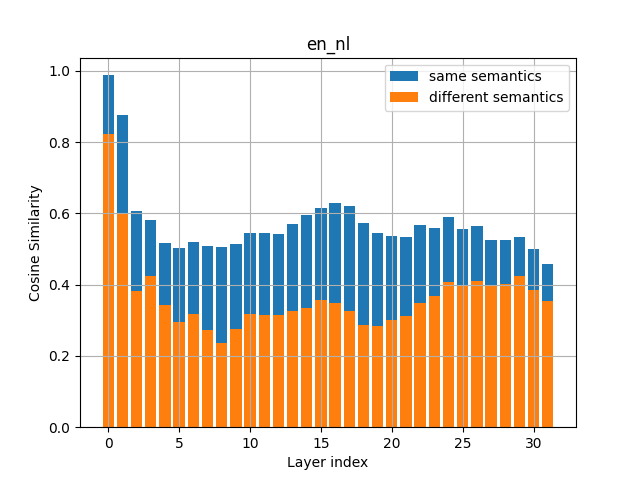 en_nl
same semantics
different semantics
Cosine Similarity
1.0
0.8
0.6
0.4
0.2
0.0
0 5 10 15 20 25 30
Layer index